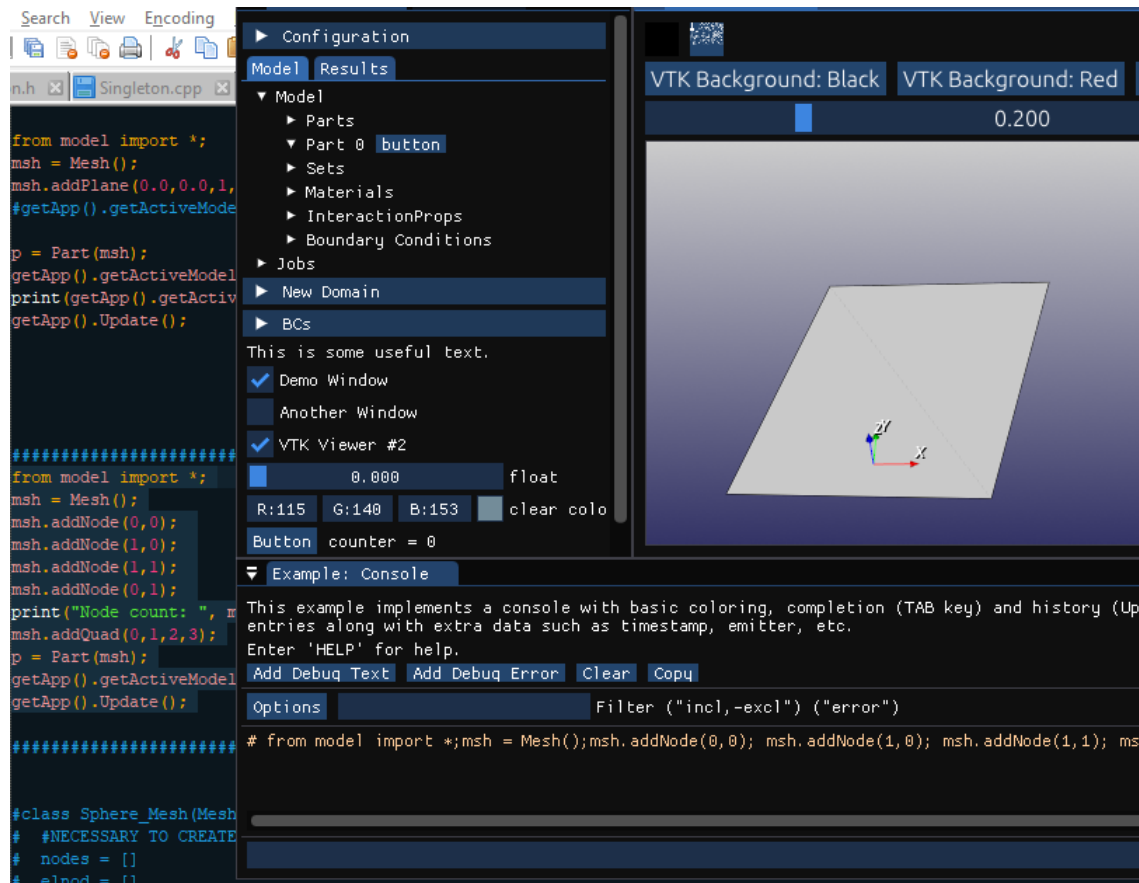 Search View Encoding
n.h Singleton.cpp
from model import *;
msh = Mesh();
msh.addPlane(0.0,0.0,1,
#getApp().getActiveMode
p = Part(msh);
getApp().getActiveModel
print(getApp().getActiv
getApp().Update();
########################
from model import *;
msh = Mesh();
msh.addNode(0,0);
msh.addNode(1,0);
msh.addNode(1,1);
msh.addNode(0,1);
print("Node count: ", m
msh.addQuad(0,1,2,3);
p = Part(msh);
getApp().getActiveModel
getApp().Update();
########################
#class Sphere_Mesh(Mesh
# #NECESSARY TO CREATE
# nodes = []
# elnod = []
Configuration
Model Results
Model
Parts
Part 0 button
Sets
Materials
InteractionProps
Boundary Conditions
Jobs
New Domain
BCs
This is some useful text.
Demo Window
Another Window
VTK Viewer #2
0.000 float
R:115 G:140 B:153 clear colo
Button counter = 0
VTK Background: Black VTK Background: Red
0.200
ZY
X
Example: Console
This example implements a console with basic coloring, completion (TAB key) and history (Up
entries along with extra data such as timestamp, emitter, etc.
Enter 'HELP' for help.
Add Debug Text Add Debug Error Clear Copy
Options Filter ("incl,-excl") ("error")
# from model import *;msh = Mesh();msh.addNode(0,0); msh.addNode(1,0); msh.addNode(1,1); ms